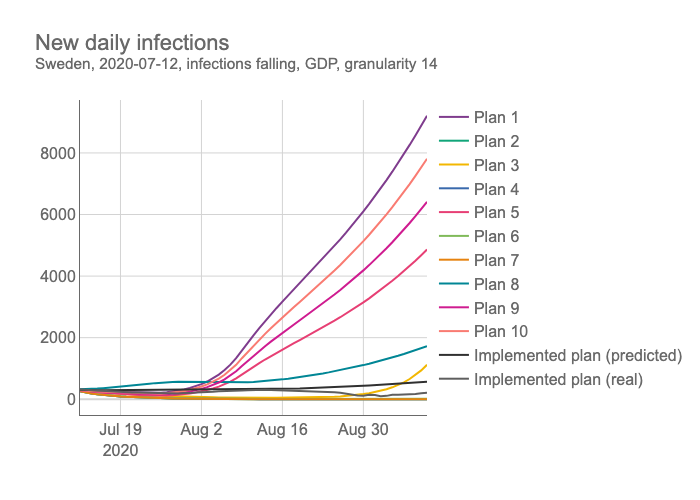 New daily infections
Sweden, 2020-07-12, infections falling, GDP, granularity 14
8000
6000
4000
2000
0
Jul 19
2020
Aug 2
Aug 16
Aug 30
Plan 1
Plan 2
Plan 3
Plan 4
Plan 5
Plan 6
Plan 7
Plan 8
Plan 9
Plan 10
Implemented plan (predicted)
Implemented plan (real)